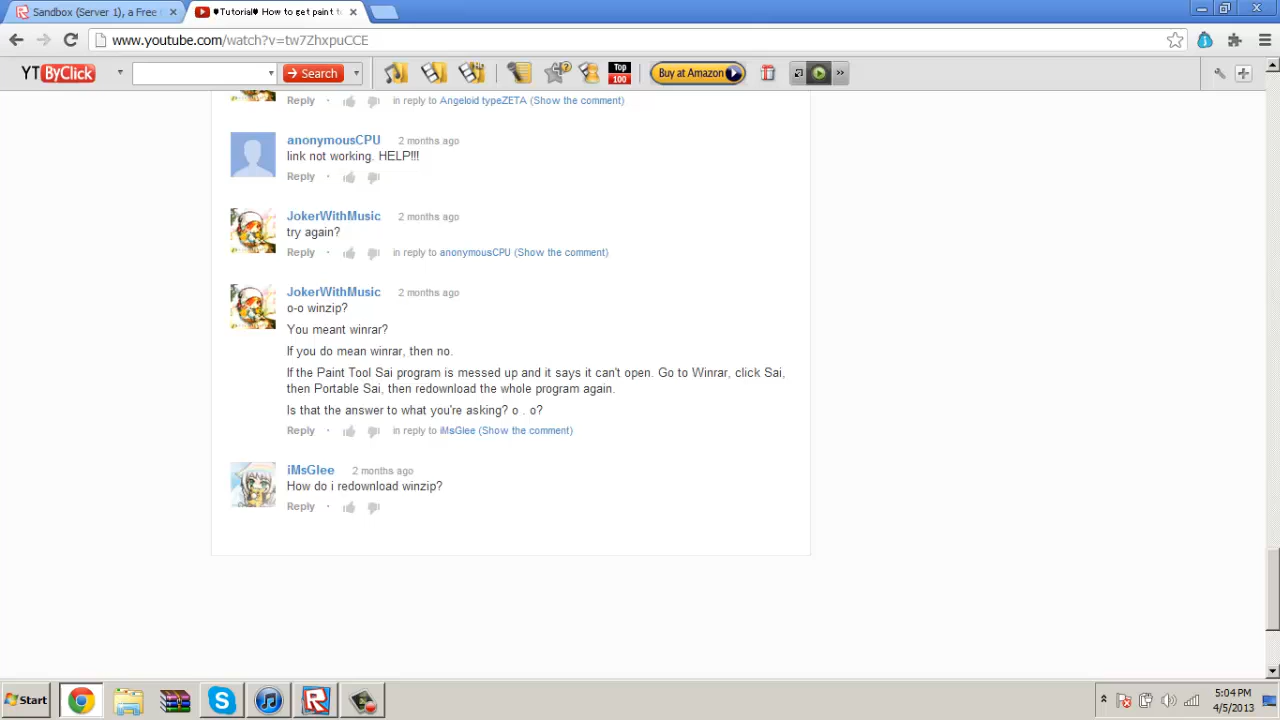 Sandbox (Server 1), a Free
*Tutorial* How to get paint t
www.youtube.com/watch?v=tw7ZhxpuCCE
YT ByClick
Search
Top 100
Buy at Amazon
Reply · in reply to Angeloid typeZETA (Show the comment)
anonymousCPU 2 months ago
link not working. HELP!!!
Reply ·
JokerWithMusic 2 months ago
try again?
Reply · in reply to anonymousCPU (Show the comment)
JokerWithMusic 2 months ago
o-o winzip?
You meant winrar?
If you do mean winrar, then no.
If the Paint Tool Sai program is messed up and it says it can't open. Go to Winrar, click Sai,
then Portable Sai, then redownload the whole program again.
Is that the answer to what you're asking? o . o?
Reply · in reply to iMsGlee (Show the comment)
iMsGlee 2 months ago
How do i redownload winzip?
Reply ·
Start
5:04 PM
4/5/2013